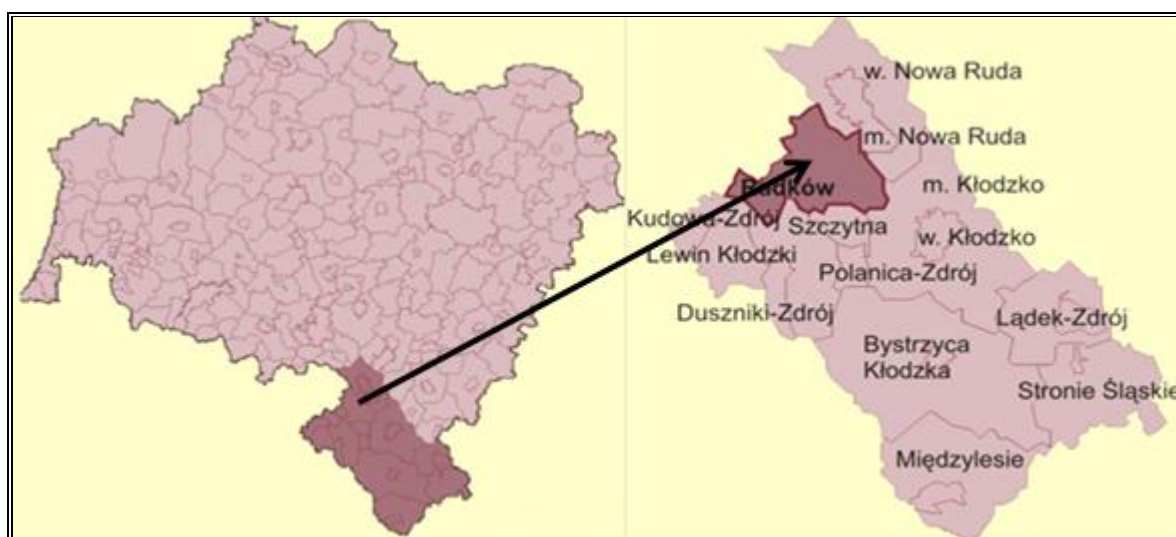 w. Nowa Ruda
m. Nowa Ruda
Radków
m. Kłodzko
Kudowa-Zdrój
Szczytna
w. Kłodzko
Lewin Kłodzki
Polanica-Zdrój
Duszniki-Zdrój
Lądek-Zdrój
Bystrzyca
Kłodzka
Stronie Śląskie
Międzylesie